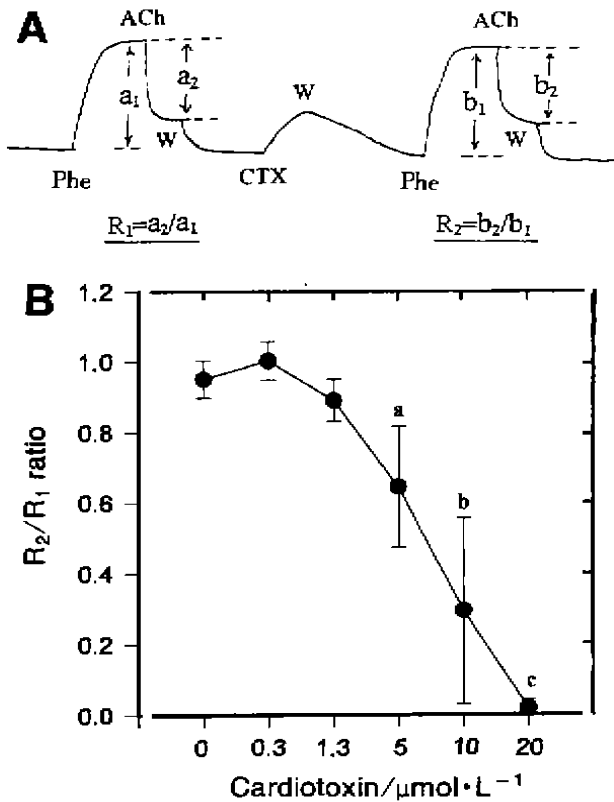 A
ACh
ACh
a₁
a₂
W
W
b₁
b₂
W
Phe
CTX
Phe
R₁=a₂/a₁
R₂=b₂/b₁
B
1.2
1.0
0.8
0.6
0.4
0.2
0.0
R₂/R₁ ratio
a
b
c
0 0.3 1.3 5 10 20
Cardiotoxin/μmol·L⁻¹